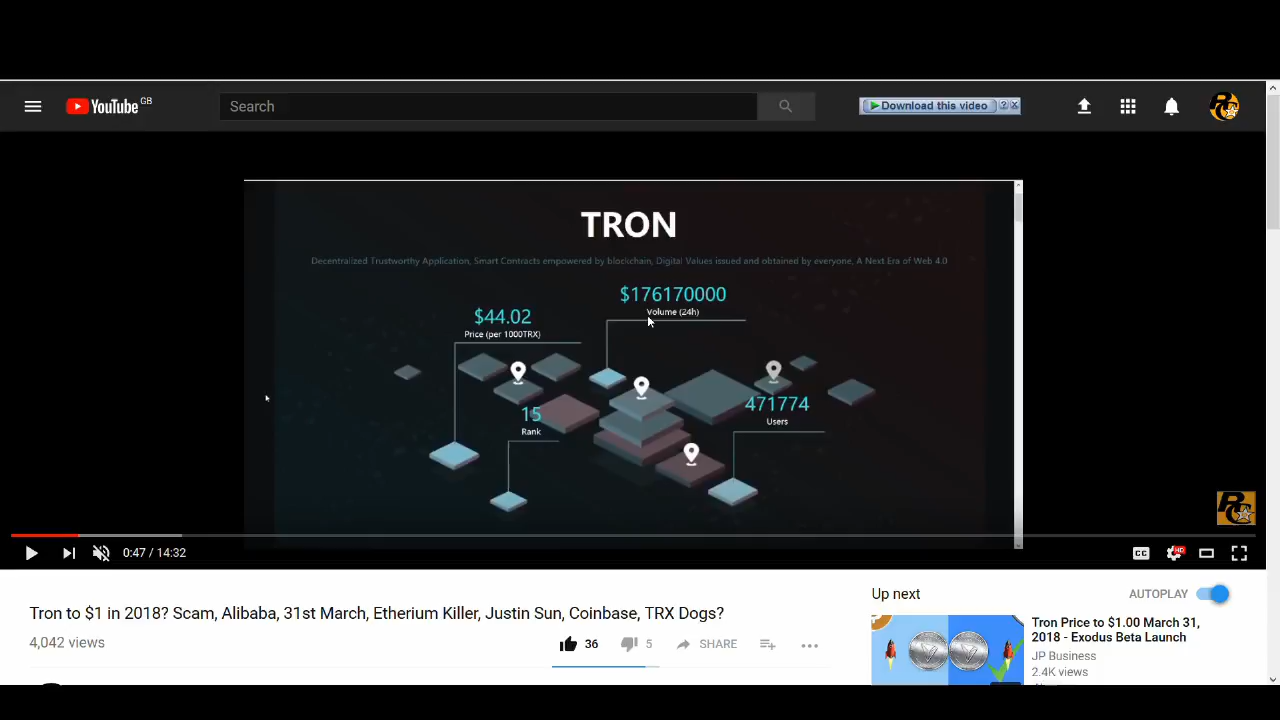 YouTube GB
Search
Download this video
TRON
Decentralized Trustworthy Application, Smart Contracts empowered by blockchain, Digital Values issued and obtained by everyone, A Next Era of Web 4.0
$176170000
Volume (24h)
$44.02
Price (per 1000TRX)
471774
Users
15
Rank
0:47 / 14:32
CC
HD
Tron to $1 in 2018? Scam, Alibaba, 31st March, Etherium Killer, Justin Sun, Coinbase, TRX Dogs?
4,042 views
36
5
SHARE
Up next
AUTOPLAY
Tron Price to $1.00 March 31,
2018 - Exodus Beta Launch
JP Business
2.4K views